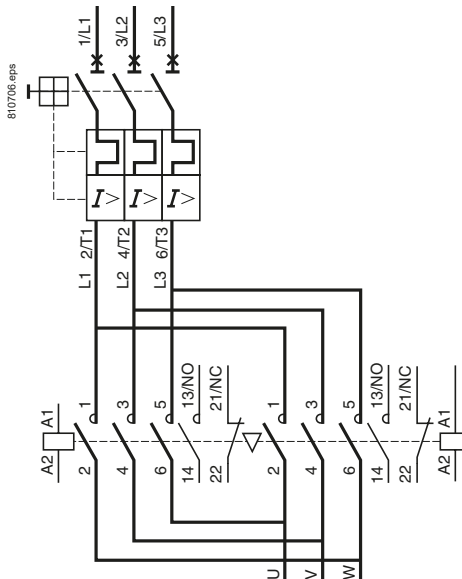 810706.eps
1/L1
3/L2
5/L3
I>
I>
I>
2/T1
4/T2
6/T3
L1
L2
L3
A1
A2
1
3
5
13/NO
21/NC
2
4
6
14
22
1
3
5
13/NO
21/NC
2
4
6
14
22
A1
A2
U
V
W